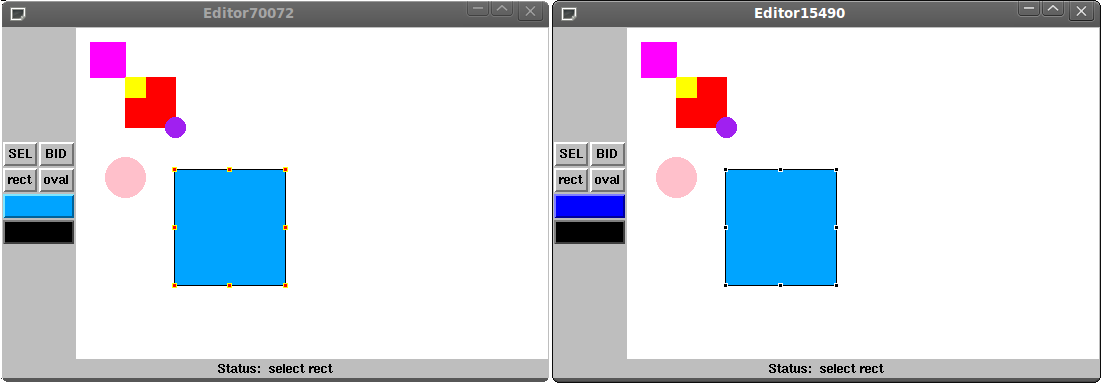 Editor70072
SEL BID
rect oval
Status: select rect
Editor15490
SEL BID
rect oval
Status: select rect